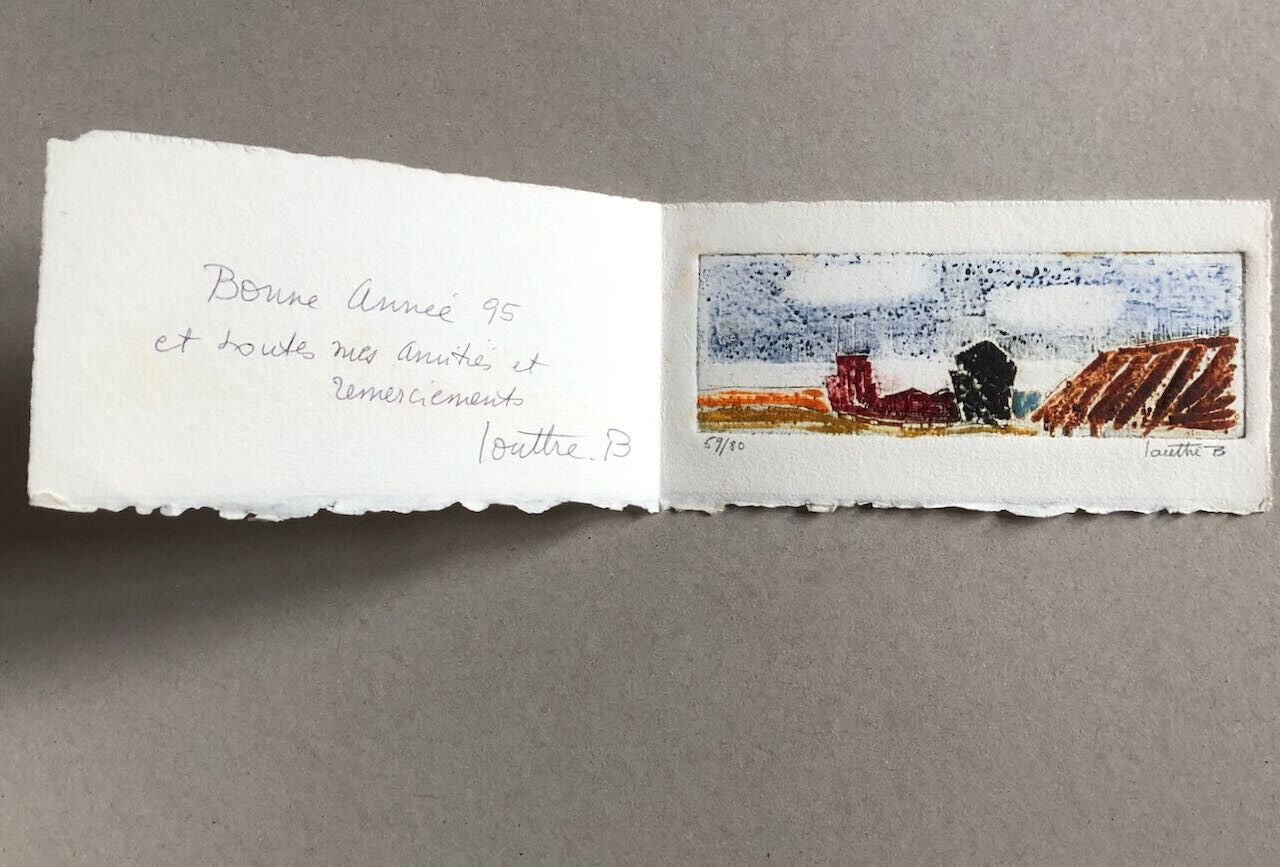 Bonne Année 95
et toutes mes amitiés et
remerciements
louttre. B
59/80
louttre B